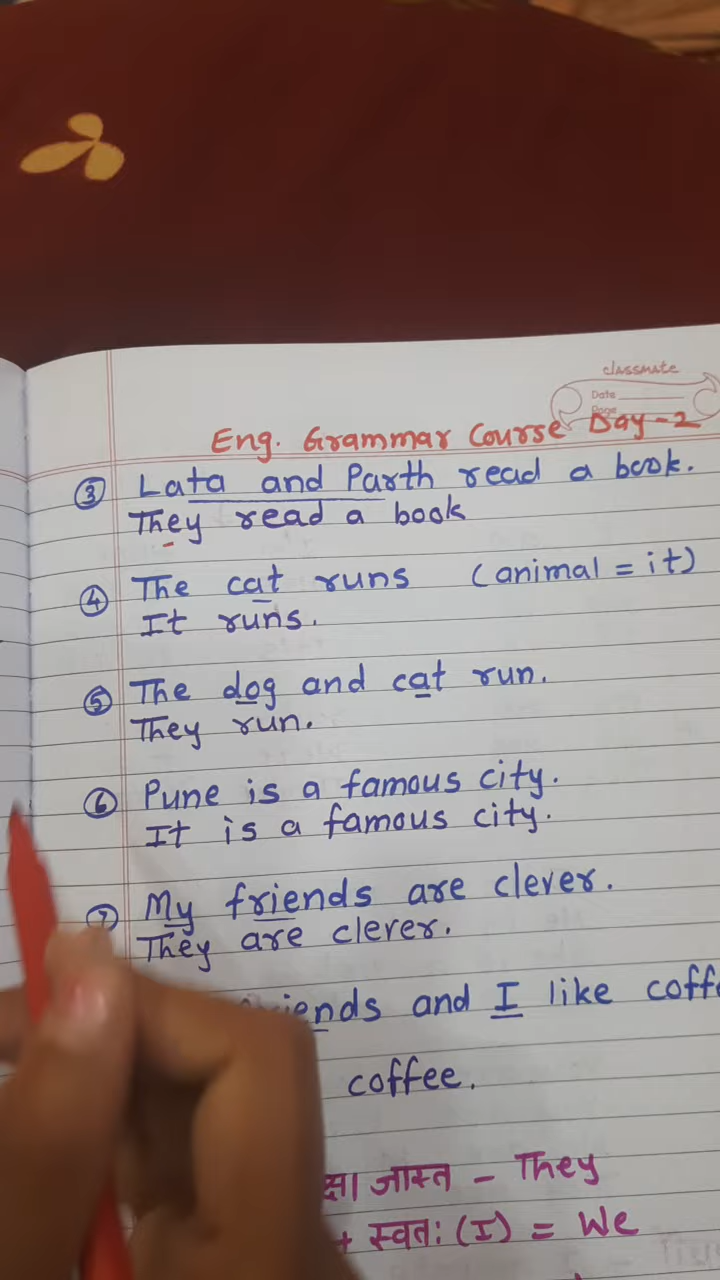 classmate
Date
Page
Eng. Grammar Course Day-2
③ Lata and Parth read a book.
They read a book
④ The cat runs (animal = it)
It runs.
⑤ The dog and cat run.
They run.
⑥ Pune is a famous city.
It is a famous city.
⑦ My friends are clever.
They are clever.
and I like
coffee.
जास्त - They
+ स्वतः (I) = We